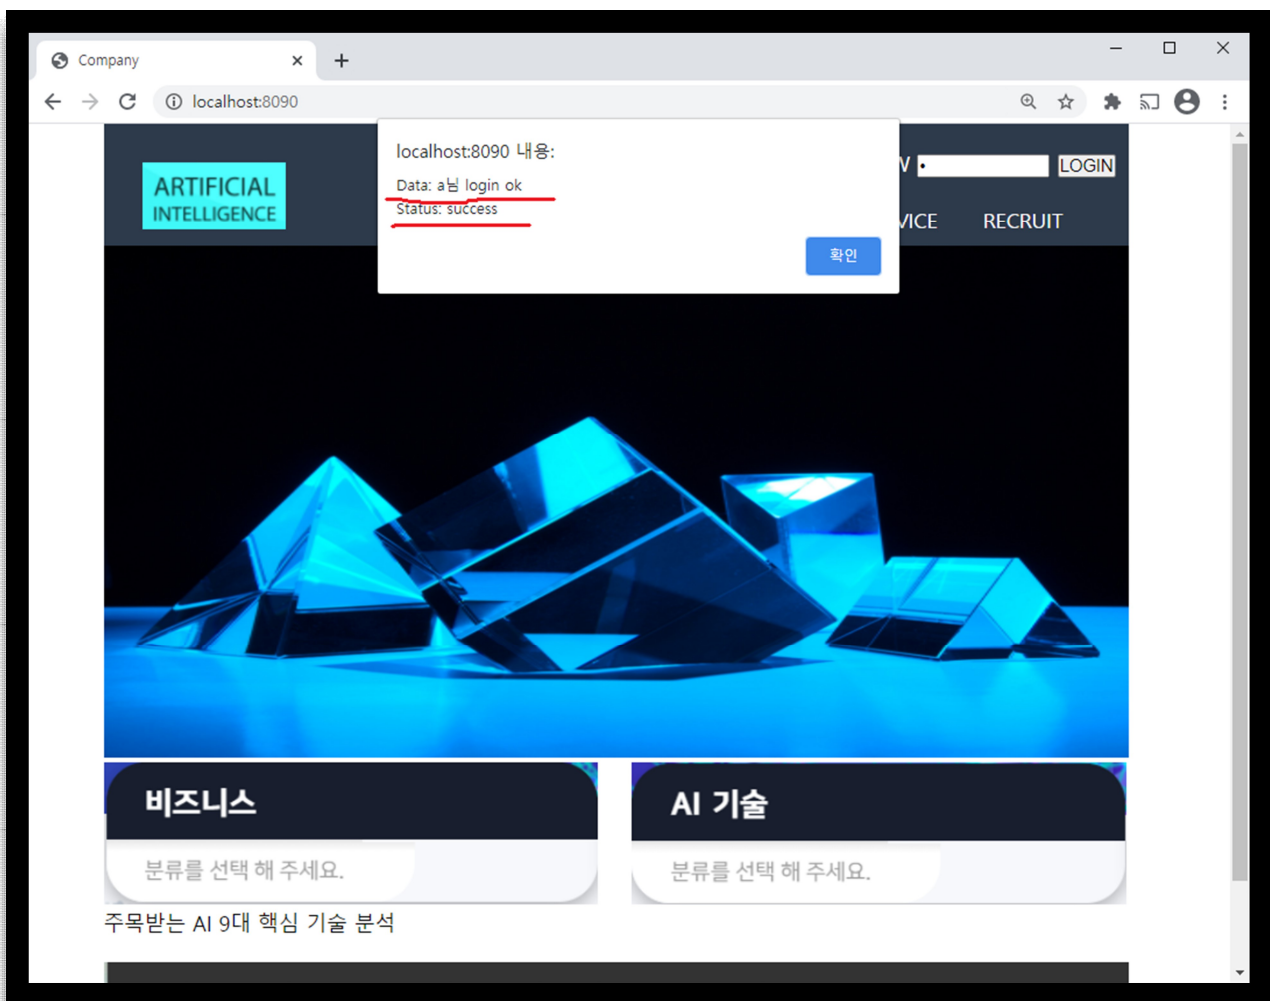 Company
localhost:8090
localhost:8090 내용:
Data: a님 login ok
Status: success
확인
ARTIFICIAL
INTELLIGENCE
LOGIN
RECRUIT
비즈니스
분류를 선택 해 주세요.
AI 기술
분류를 선택 해 주세요.
주목받는 AI 9대 핵심 기술 분석